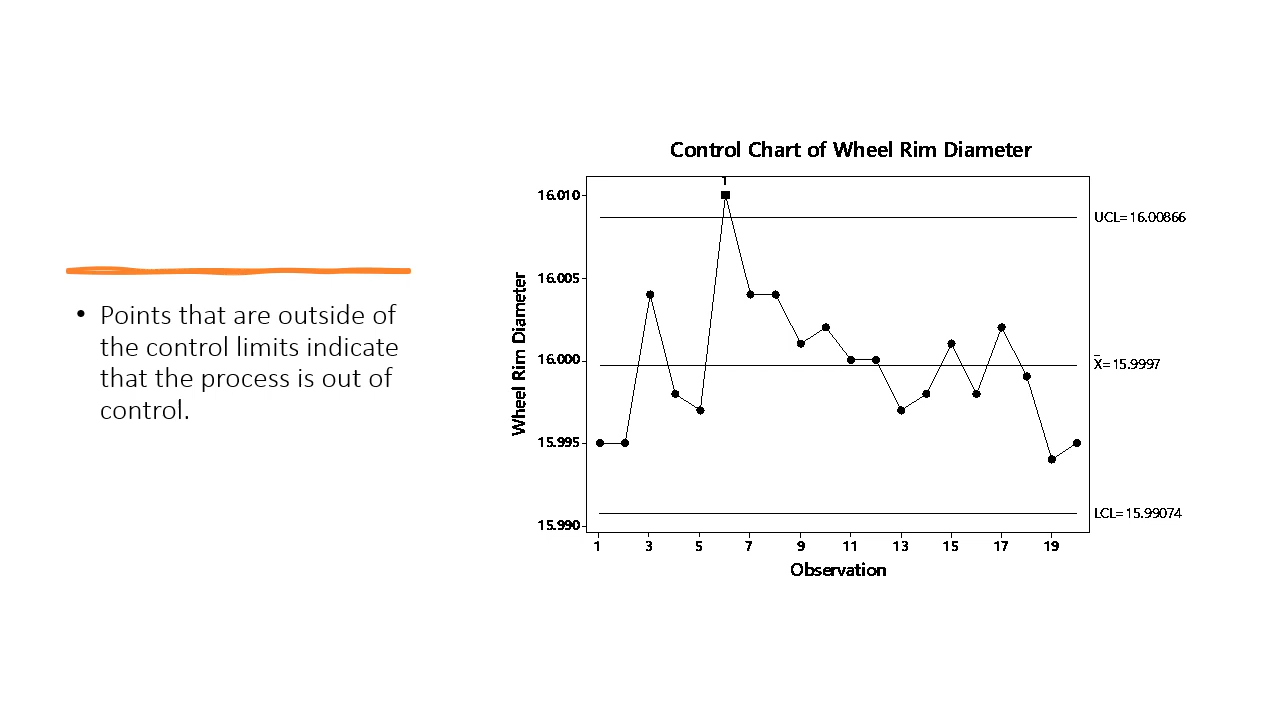 • Points that are outside of
the control limits indicate
that the process is out of
control.
Control Chart of Wheel Rim Diameter
1
16.010
16.005
16.000
15.995
15.990
Wheel Rim Diameter
UCL=16.00866
X̄=15.9997
LCL=15.99074
1 3 5 7 9 11 13 15 17 19
Observation